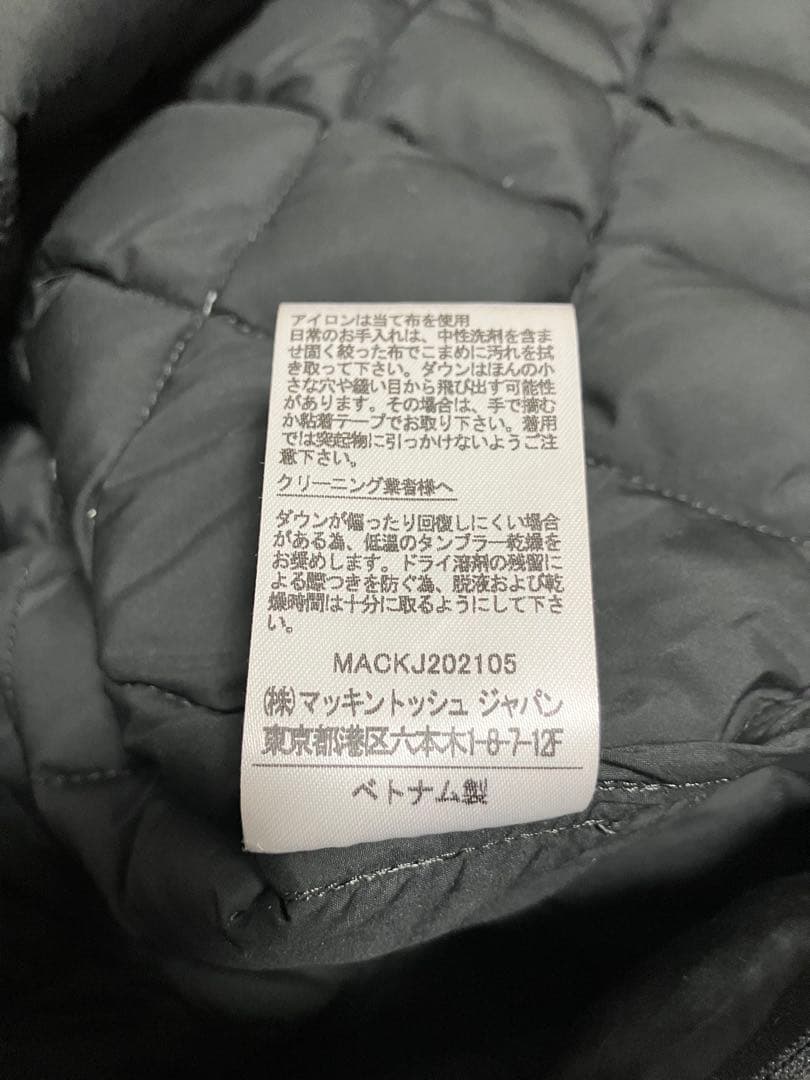 アイロンは当て布を使用
日常のお手入れは、中性洗剤を含ま
せ固く絞った布でこまめに汚れを拭
き取って下さい。ダウンはほんの小
さな穴や縫い目から飛び出す可能性
があります。その場合は、手で摘む
か粘着テープでお取り下さい。着用
では突起物に引っかけないようご注
意下さい。
クリーニング業者様へ
ダウンが偏ったり回復しにくい場合
がある為、低温のタンブラー乾燥を
お奨めします。ドライ溶剤の残留に
よる際つきを防ぐ為、脱液および乾
燥時間は十分に取るようにして下さ
い。
MACKJ202105
(株)マッキントッシュ ジャパン
東京都港区六本木1-8-7-12F
ベトナム製